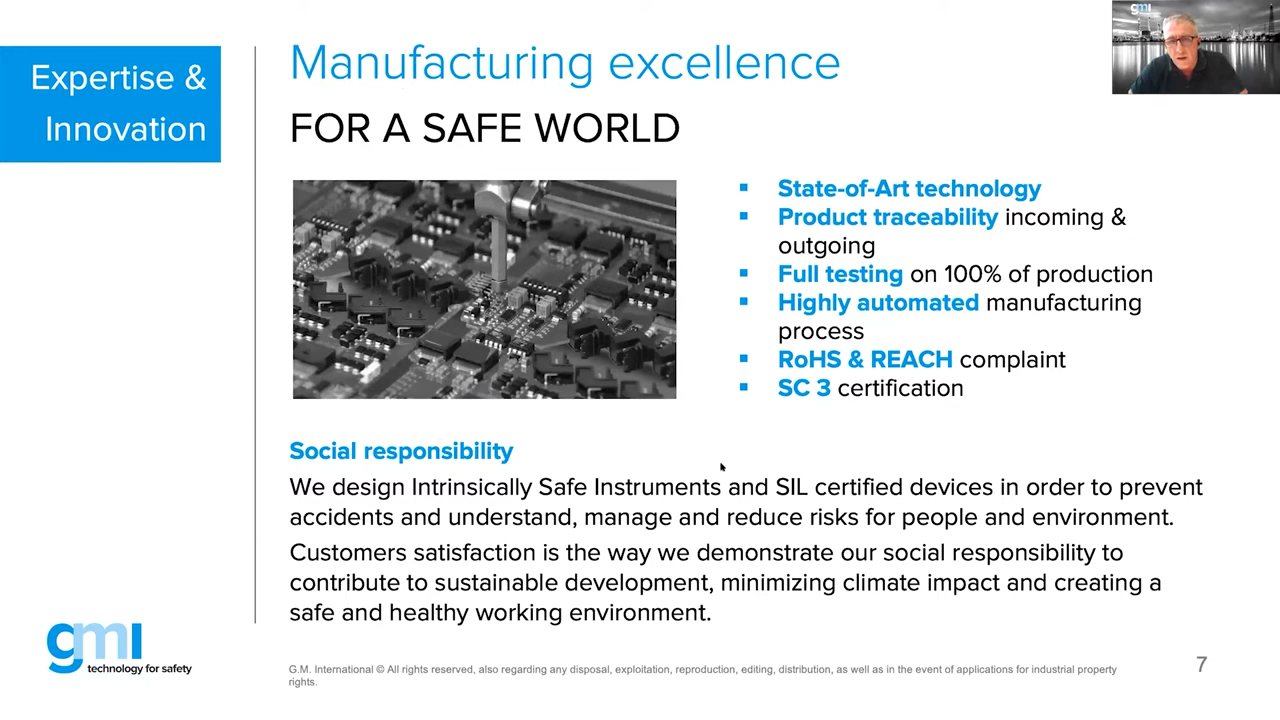 Expertise &
Innovation
Manufacturing excellence
FOR A SAFE WORLD
gmi
▪ State-of-Art technology
▪ Product traceability incoming &
outgoing
▪ Full testing on 100% of production
▪ Highly automated manufacturing
process
▪ RoHS & REACH complaint
▪ SC 3 certification
Social responsibility
We design Intrinsically Safe Instruments and SIL certified devices in order to prevent
accidents and understand, manage and reduce risks for people and environment.
Customers satisfaction is the way we demonstrate our social responsibility to
contribute to sustainable development, minimizing climate impact and creating a
safe and healthy working environment.
gmi
technology for safety
G.M. International © All rights reserved, also regarding any disposal, exploitation, reproduction, editing, distribution, as well as in the event of applications for industrial property
rights.
7